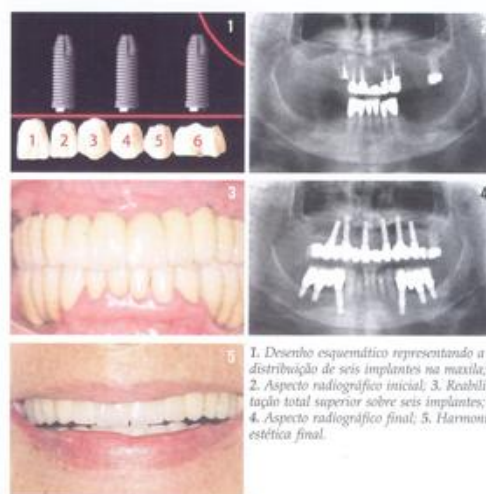 1
1 2 3 4 5 6
3
4
5
1. Desenho esquemático representando a
distribuição de seis implantes na maxila;
2. Aspecto radiográfico inicial; 3. Reabili
tação total superior sobre seis implantes;
4. Aspecto radiográfico final; 5. Harmoni
estética final.